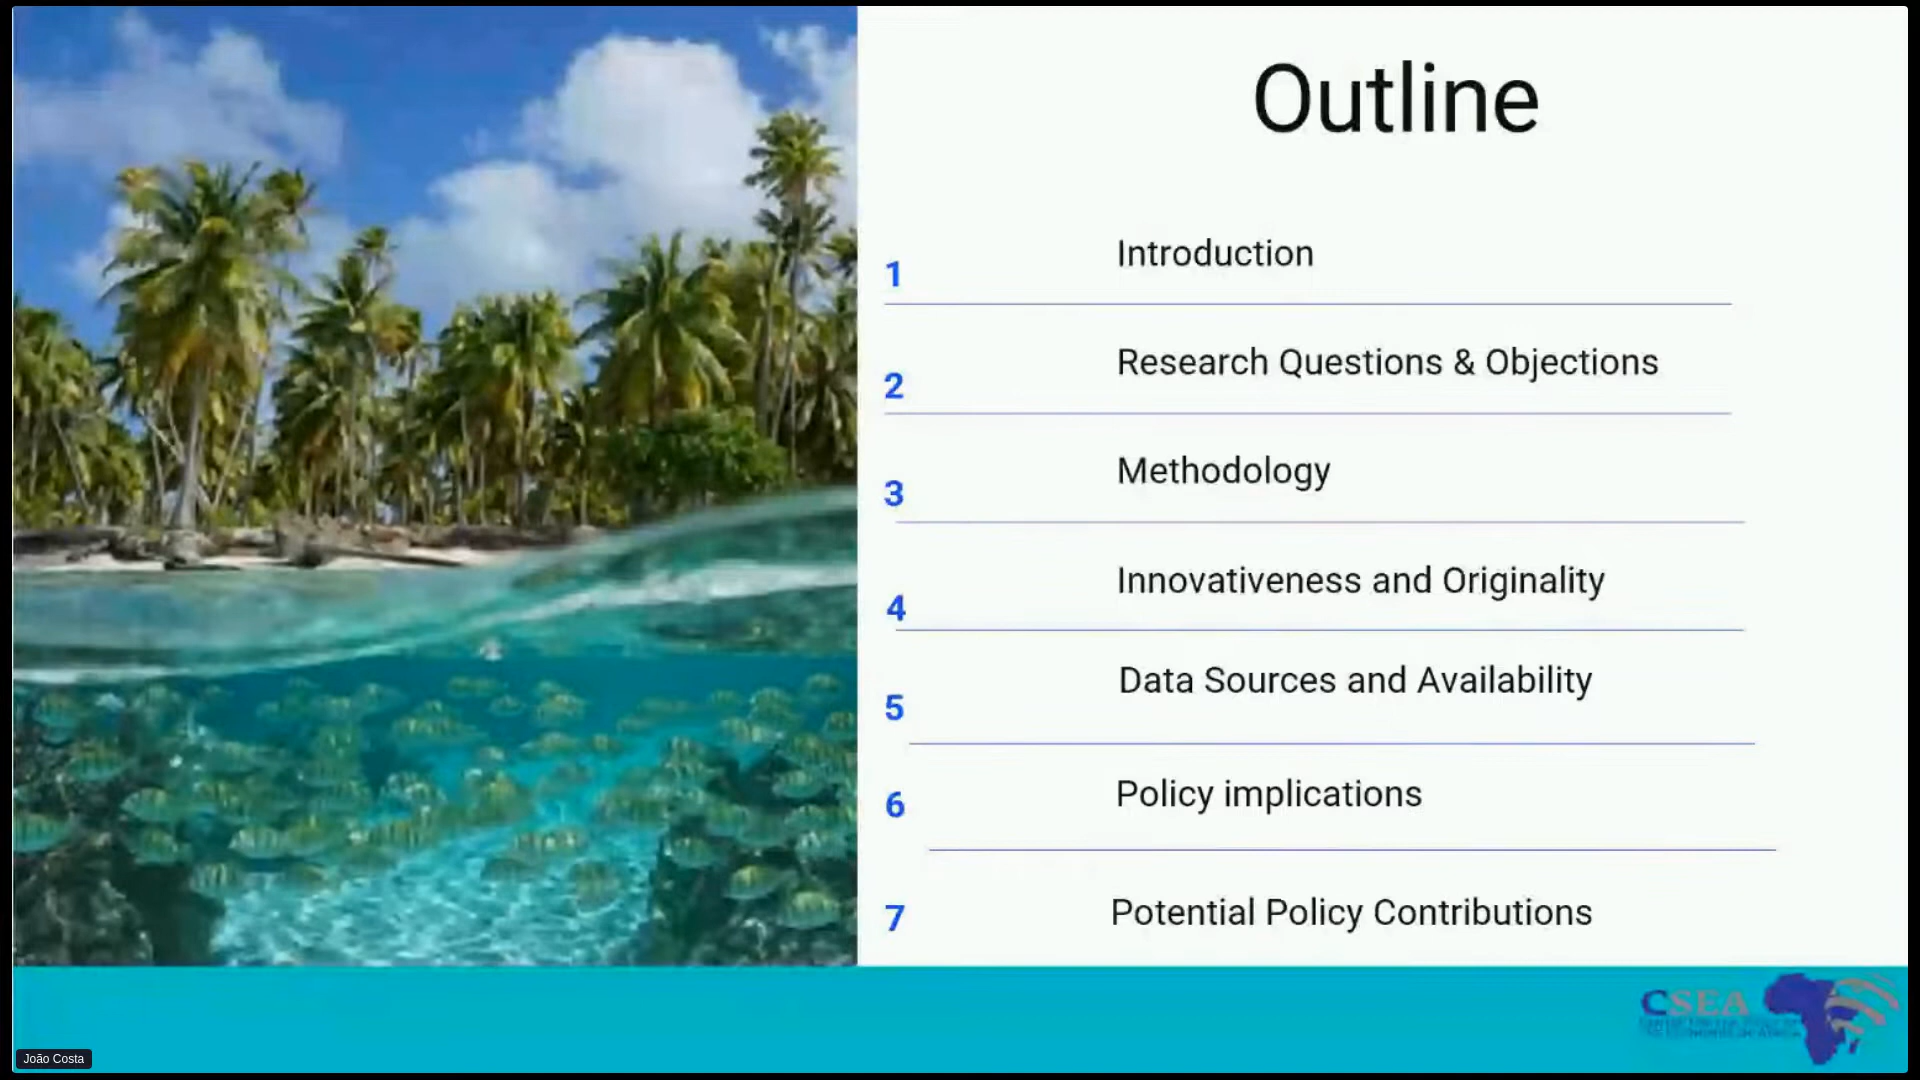 Outline
1 Introduction
2 Research Questions & Objections
3 Methodology
4 Innovativeness and Originality
5 Data Sources and Availability
6 Policy implications
7 Potential Policy Contributions
CSEA
João Costa